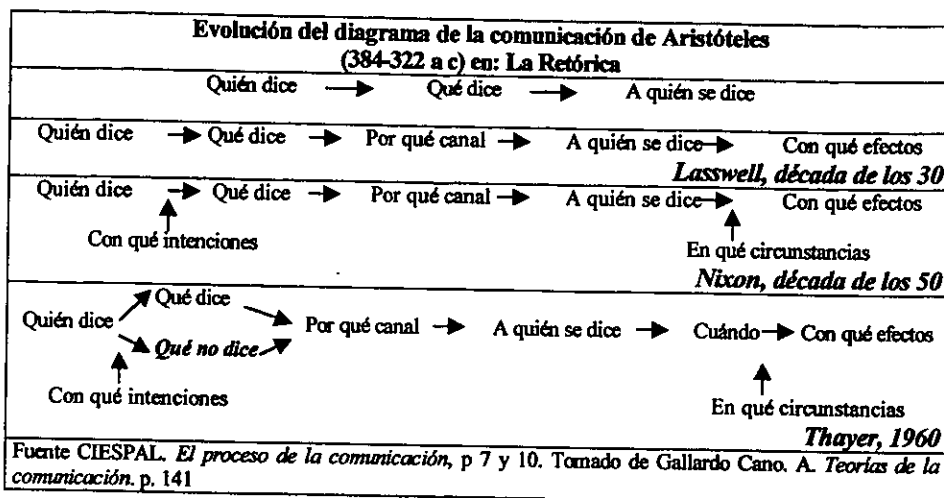 Evolución del diagrama de la comunicación de Aristóteles
(384-322 a c) en: La Retórica
Quién dice → Qué dice → A quién se dice
Quién dice → Qué dice → Por qué canal → A quién se dice → Con qué efectos
Lasswell, década de los 30
Quién dice → Qué dice → Por qué canal → A quién se dice → Con qué efectos
Con qué intenciones En qué circunstancias
Nixon, década de los 50
Qué dice
Quién dice Por qué canal → A quién se dice → Cuándo → Con qué efectos
Qué no dice
Con qué intenciones En qué circunstancias
Thayer, 1960
Fuente CIESPAL. El proceso de la comunicación, p 7 y 10. Tomado de Gallardo Cano. A. Teorías de la
comunicación. p. 141